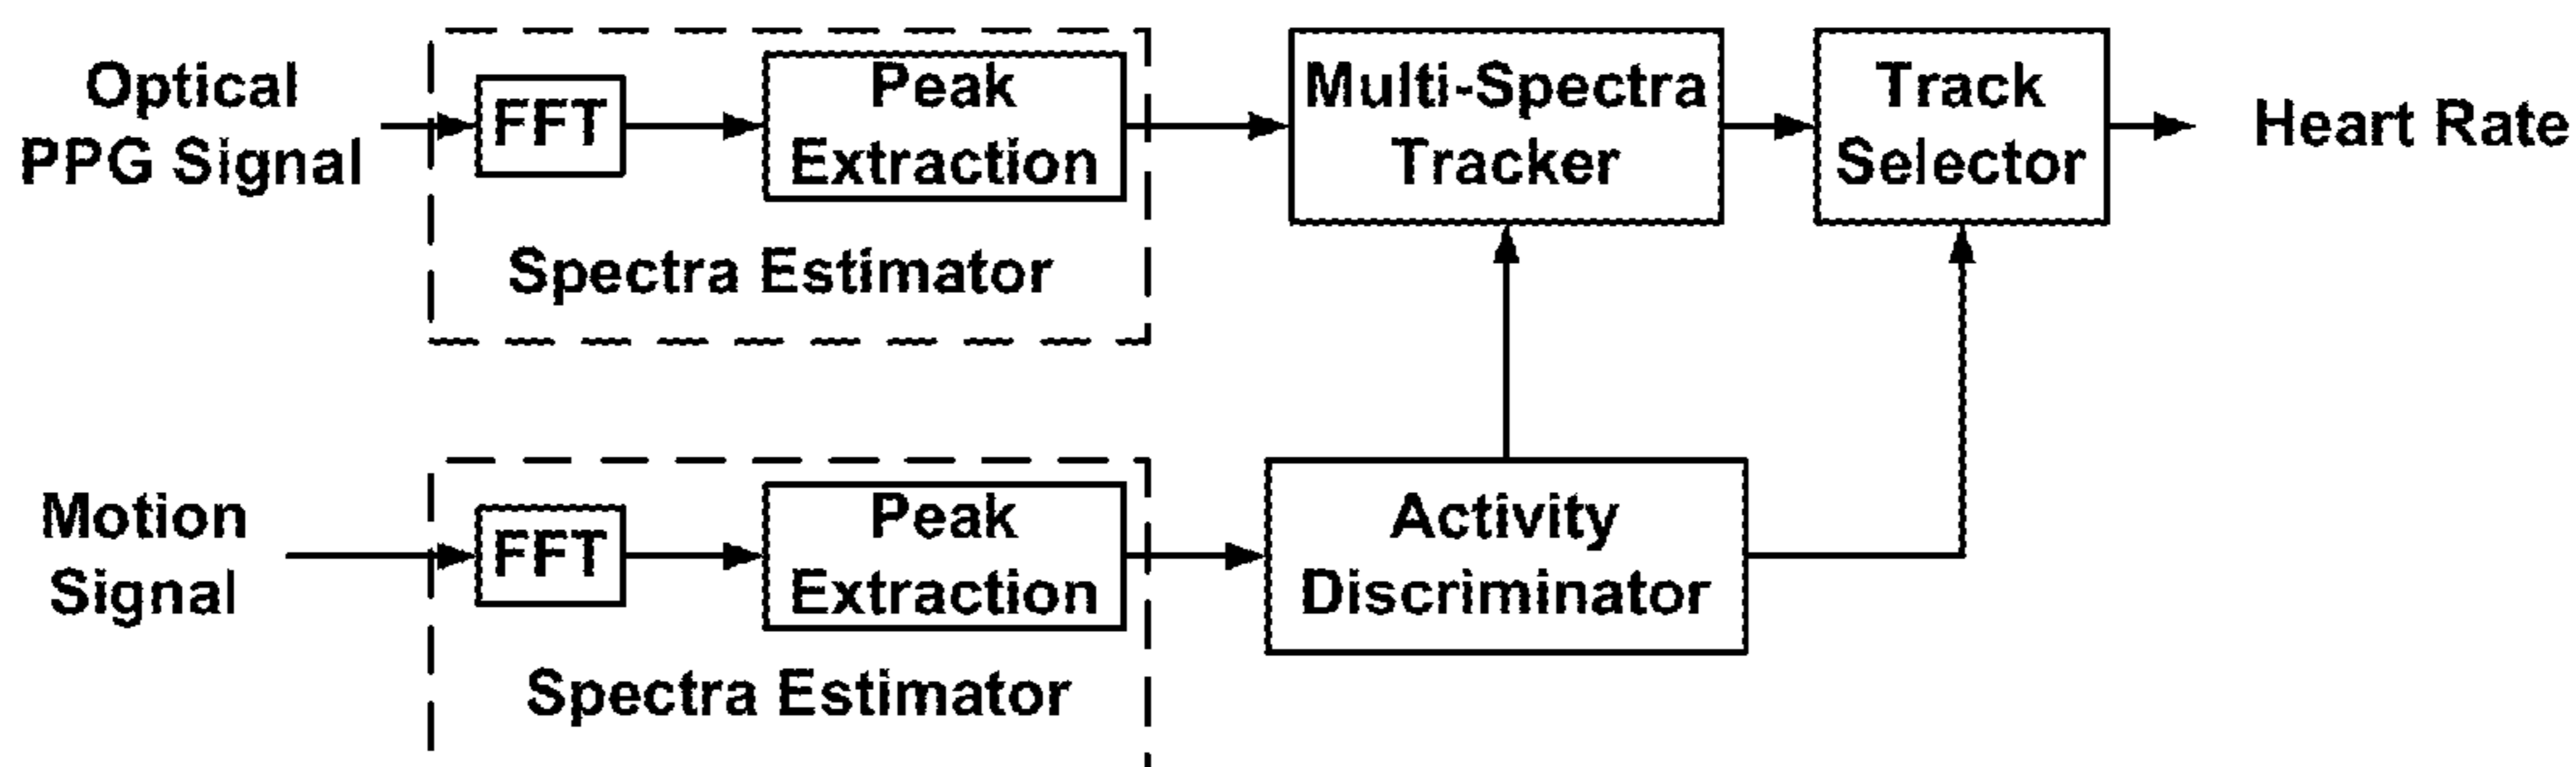 Optical
PPG Signal
FFT
Peak
Extraction
Spectra Estimator
Multi-Spectra
Tracker
Track
Selector
Heart Rate
Motion
Signal
FFT
Peak
Extraction
Spectra Estimator
Activity
Discriminator